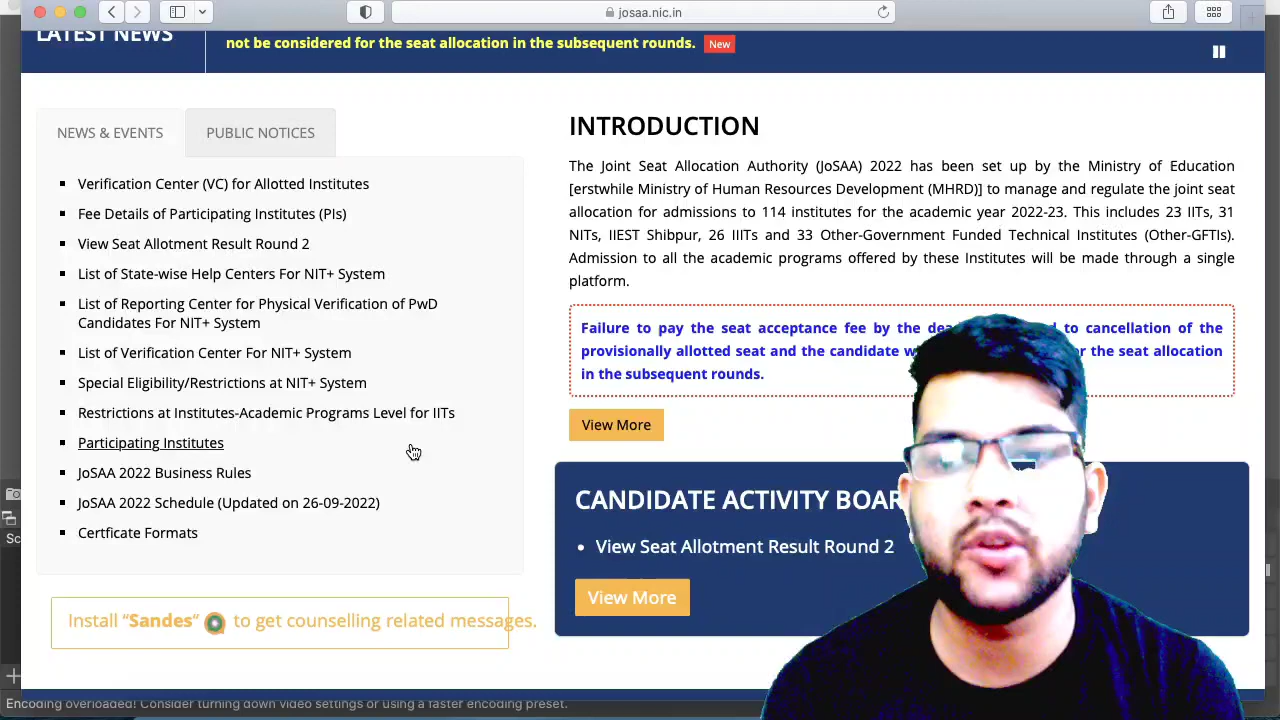 josaa.nic.in
LATEST NEWS
not be considered for the seat allocation in the subsequent rounds. New
NEWS & EVENTS
PUBLIC NOTICES
Verification Center (VC) for Allotted Institutes
Fee Details of Participating Institutes (PIs)
View Seat Allotment Result Round 2
List of State-wise Help Centers For NIT+ System
List of Reporting Center for Physical Verification of PwD
Candidates For NIT+ System
List of Verification Center For NIT+ System
Special Eligibility/Restrictions at NIT+ System
Restrictions at Institutes-Academic Programs Level for IITs
Participating Institutes
JoSAA 2022 Business Rules
JoSAA 2022 Schedule (Updated on 26-09-2022)
Certficate Formats
Install “Sandes“ to get counselling related messages.
INTRODUCTION
The Joint Seat Allocation Authority (JoSAA) 2022 has been set up by the Ministry of Education
[erstwhile Ministry of Human Resources Development (MHRD)] to manage and regulate the joint seat
allocation for admissions to 114 institutes for the academic year 2022-23. This includes 23 IITs, 31
NITs, IIEST Shibpur, 26 IIITs and 33 Other-Government Funded Technical Institutes (Other-GFTIs).
Admission to all the academic programs offered by these Institutes will be made through a single
platform.
Failure to pay the seat acceptance fee by the to cancellation of the
provisionally allotted seat and the candidate the seat allocation
in the subsequent rounds.
View More
CANDIDATE ACTIVITY
View Seat Allotment Result Round 2
View More
Encoding overloaded! Consider turning down video settings or using a faster encoding preset.